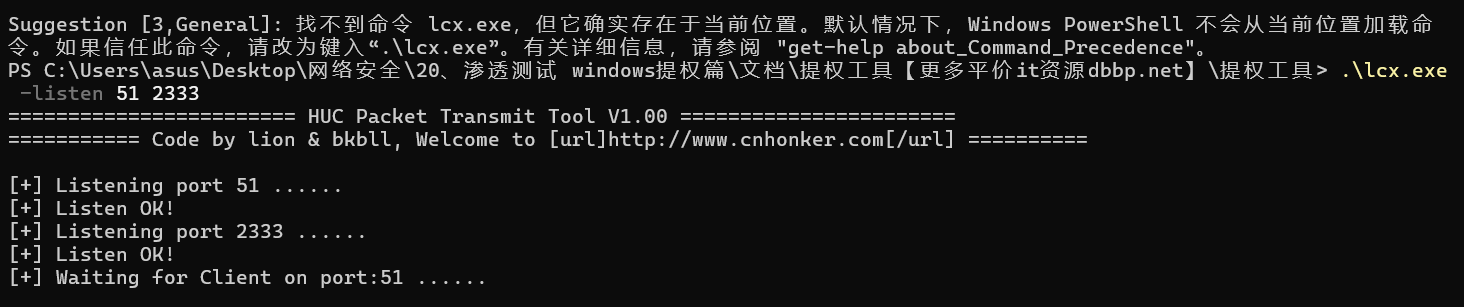 Suggestion [3,General]: 找不到命令 lcx.exe，但它确实存在于当前位置。默认情况下，Windows PowerShell 不会从当前位置加载命
令。如果信任此命令，请改为键入“.\lcx.exe”。有关详细信息，请参阅 "get-help about_Command_Precedence"。
PS C:\Users\asus\Desktop\网络安全\20、渗透测试 windows提权篇\文档\提权工具【更多平价it资源dbbp.net】\提权工具> .\lcx.exe
-listen 51 2333
======================== HUC Packet Transmit Tool V1.00 =======================
=========== Code by lion & bkbll, Welcome to [url]http://www.cnhonker.com[/url] ==========
[+] Listening port 51 ......
[+] Listen OK!
[+] Listening port 2333 ......
[+] Listen OK!
[+] Waiting for Client on port:51 ......